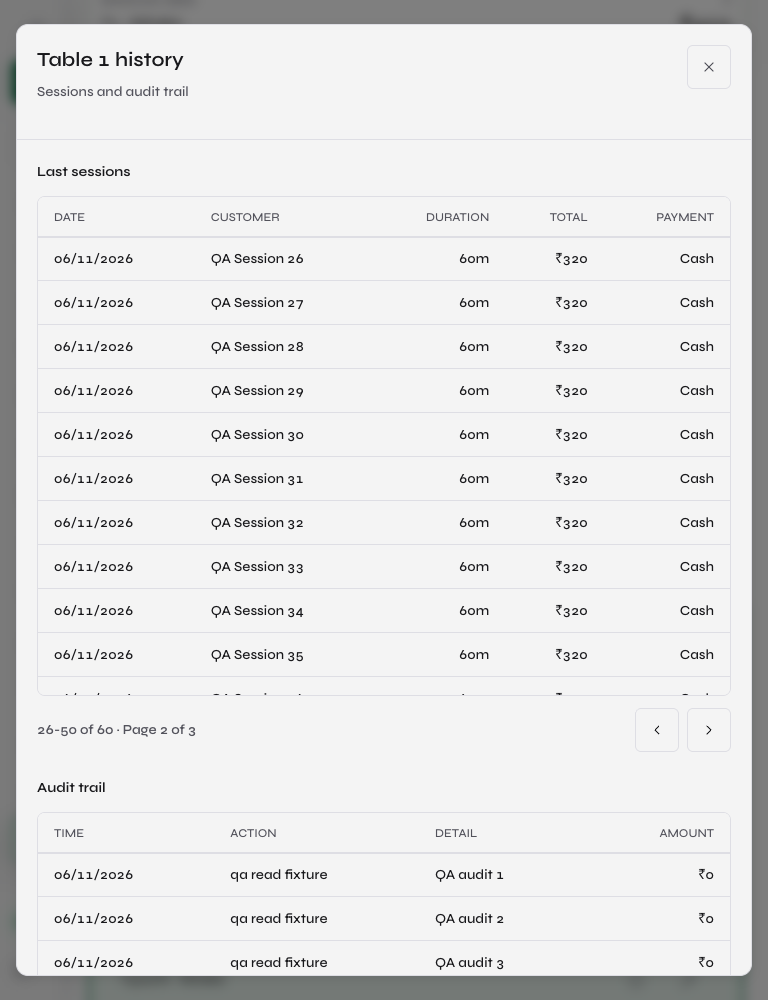 Table 1 history
Sessions and audit trail
Last sessions
DATE CUSTOMER DURATION TOTAL PAYMENT
06/11/2026 QA Session 26 60m ₹320 Cash
06/11/2026 QA Session 27 60m ₹320 Cash
06/11/2026 QA Session 28 60m ₹320 Cash
06/11/2026 QA Session 29 60m ₹320 Cash
06/11/2026 QA Session 30 60m ₹320 Cash
06/11/2026 QA Session 31 60m ₹320 Cash
06/11/2026 QA Session 32 60m ₹320 Cash
06/11/2026 QA Session 33 60m ₹320 Cash
06/11/2026 QA Session 34 60m ₹320 Cash
06/11/2026 QA Session 35 60m ₹320 Cash
26-50 of 60 · Page 2 of 3
Audit trail
TIME ACTION DETAIL AMOUNT
06/11/2026 qa read fixture QA audit 1 ₹0
06/11/2026 qa read fixture QA audit 2 ₹0
06/11/2026 qa read fixture QA audit 3 ₹0